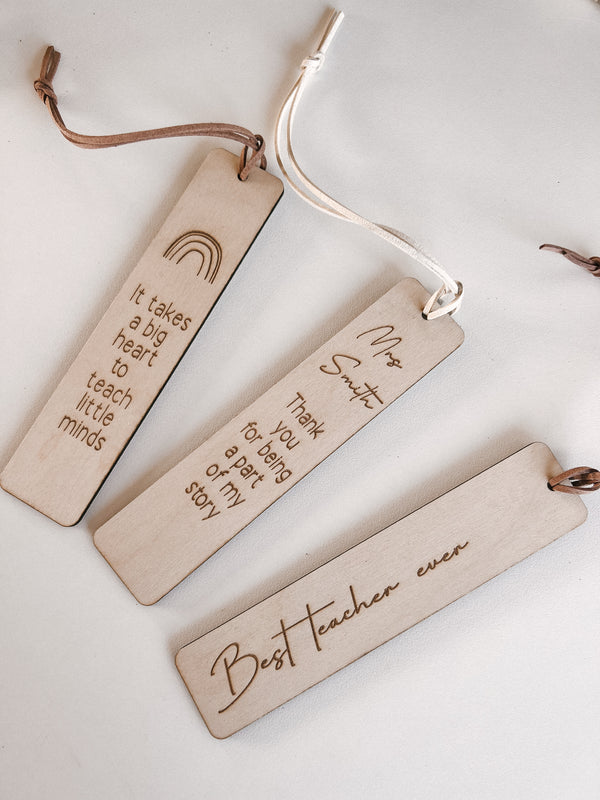 It takes
a big
heart
to
teach
little
minds
Mrs
Smith
Thank
you
for being
a part
of my
story
Best teacher ever